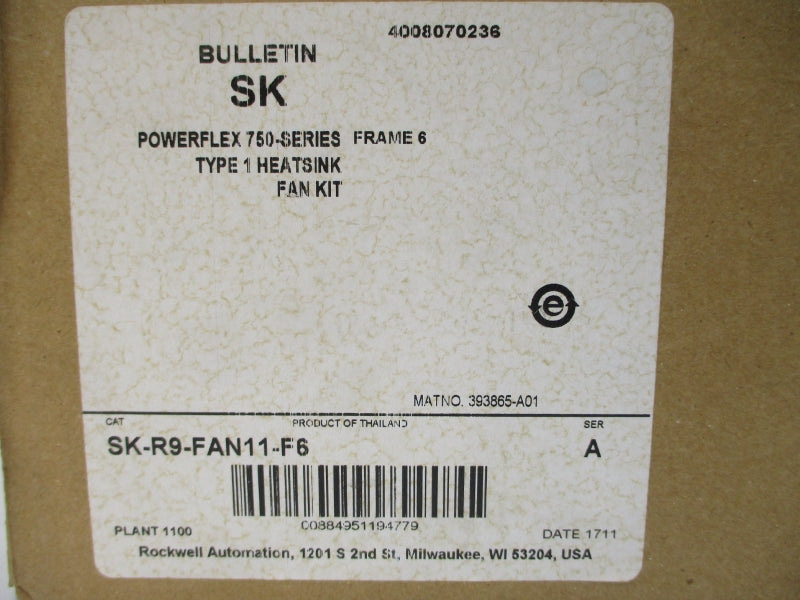 4008070236
BULLETIN
SK
POWERFLEX 750-SERIES FRAME 6
TYPE 1 HEATSINK
FAN KIT
e
MATNO. 393865-A01
CAT PRODUCT OF THAILAND SER
SK-R9-FAN11-F6 A
00884951194779
PLANT 1100 DATE 1711
Rockwell Automation, 1201 S 2nd St, Milwaukee, WI 53204, USA